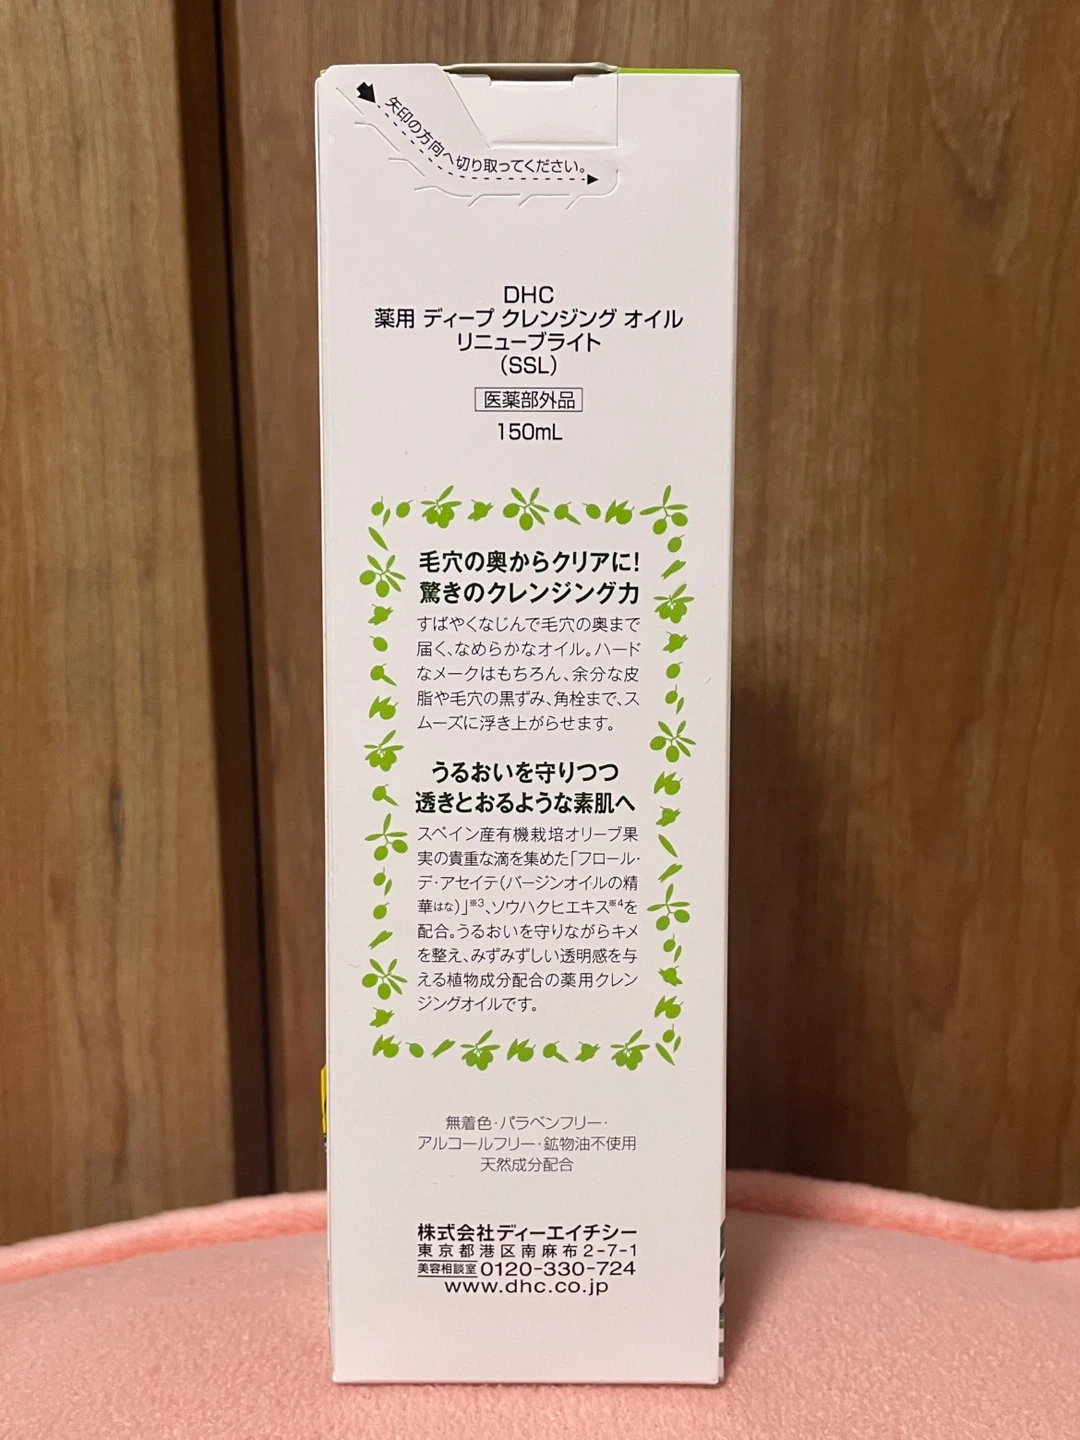 矢印の方向へ切り取ってください。
DHC
薬用 ディープ クレンジング オイル
リニューブライト
(SSL)
医薬部外品
150mL
毛穴の奥からクリアに!
驚きのクレンジング力
すばやくなじんで毛穴の奥まで
届く、なめらかなオイル。ハード
なメークはもちろん、余分な皮
脂や毛穴の黒ずみ、角栓まで、ス
ムーズに浮き上がらせます。
うるおいを守りつつ
透きとおるような素肌へ
スペイン産有機栽培オリーブ果
実の貴重な滴を集めた「フロール・
デ・アセイテ(バージンオイルの精
華はな)」※3、ソウハクヒエキス※4を
配合。うるおいを守りながらキメ
を整え、みずみずしい透明感を与
える植物成分配合の薬用クレン
ジングオイルです。
無着色・パラベンフリー・
アルコールフリー・鉱物油不使用
天然成分配合
株式会社ディーエイチシー
東京都港区南麻布2-7-1
美容相談室 0120-330-724
www.dhc.co.jp